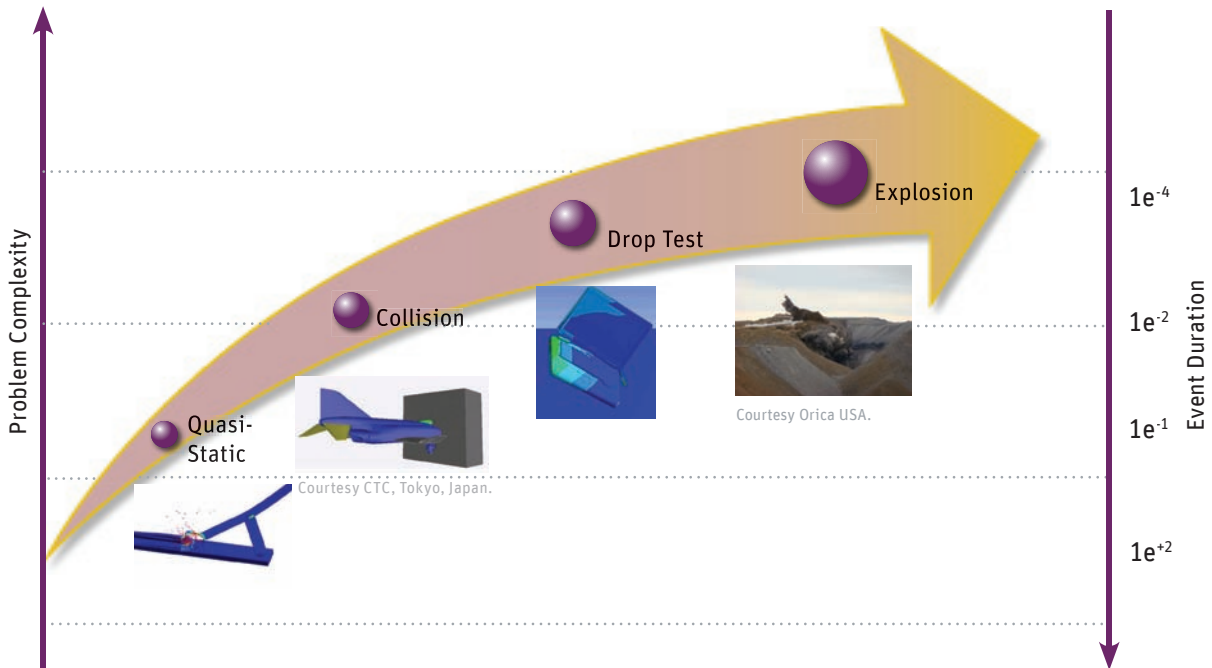 Problem Complexity
Explosion
Drop Test
Collision
Quasi-
Static
Courtesy Orica USA.
Courtesy CTC, Tokyo, Japan.
1e-4
1e-2
1e-1
1e+2
Event Duration